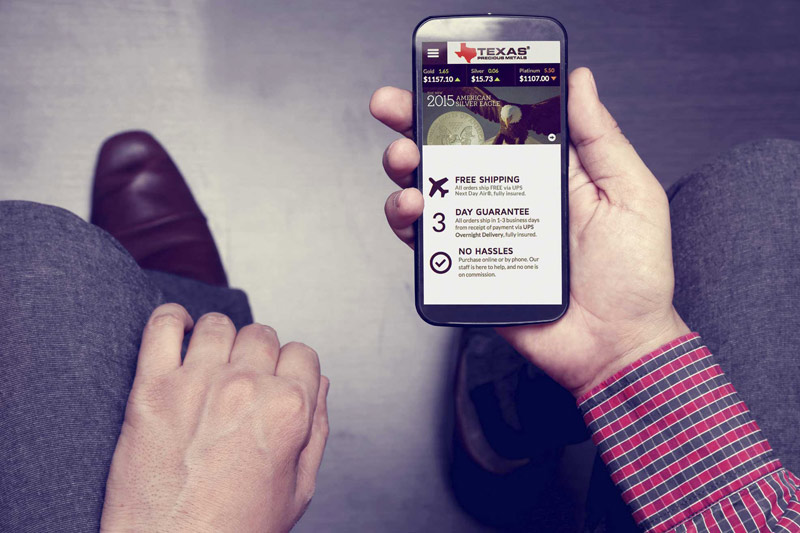 TEXAS®
PRECIOUS METALS
Gold 1.65 Silver 0.06 Platinum 5.50
$1157.10 $15.73 $1107.00
2015 AMERICAN
SILVER EAGLE
FREE SHIPPING
All orders ship FREE via UPS
Next Day Air®, fully insured.
3 DAY GUARANTEE
All orders ship in 1-3 business days
from receipt of payment via UPS
Overnight Delivery, fully insured.
NO HASSLES
Purchase online or by phone. Our
staff is here to help, and no one is
on commission.